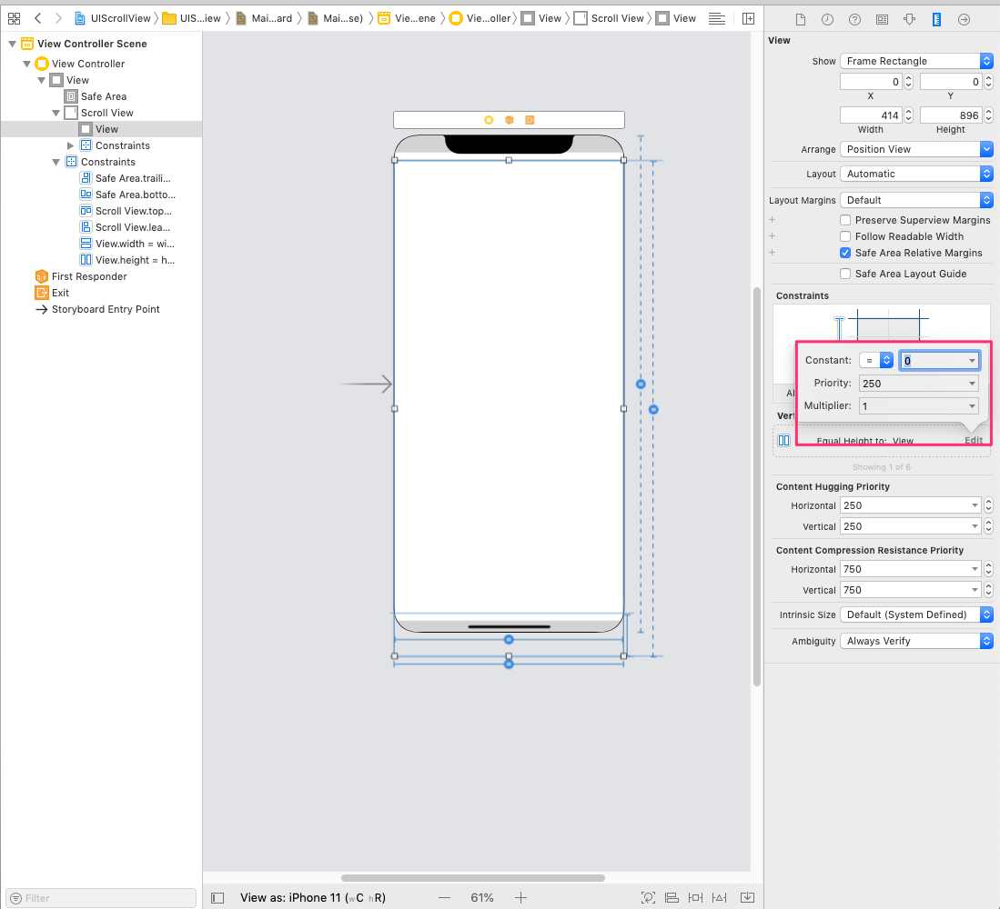 UIScrollView
UIS...iew
Mai...ard
Mai...se)
Vie...ene
Vie...oller
View
Scroll View
View
View Controller Scene
View Controller
View
Safe Area
Scroll View
View
Constraints
Constraints
Safe Area.traili...
Safe Area.botto...
Scroll View.top...
Scroll View.lea...
View.width = wi...
View.height = h...
First Responder
Exit
Storyboard Entry Point
Filter
View as: iPhone 11 (wC hR)
61%
View
Show Frame Rectangle
0 0
X Y
414 896
Width Height
Arrange Position View
Layout Automatic
Layout Margins Default
Preserve Superview Margins
Follow Readable Width
Safe Area Relative Margins
Safe Area Layout Guide
Constraints
Constant: = 0
Priority: 250
Multiplier: 1
Equal Height to: View Edit
Showing 1 of 6
Content Hugging Priority
Horizontal 250
Vertical 250
Content Compression Resistance Priority
Horizontal 750
Vertical 750
Intrinsic Size Default (System Defined)
Ambiguity Always Verify